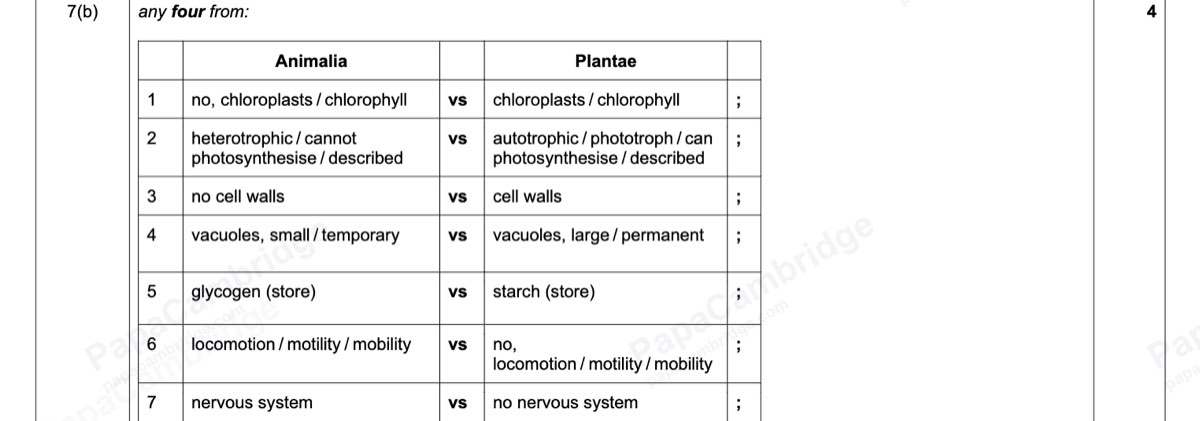 7(b) any four from: 4
Animalia Plantae
1 no, chloroplasts / chlorophyll vs chloroplasts / chlorophyll ;
2 heterotrophic / cannot vs autotrophic / phototroph / can ;
photosynthesise / described photosynthesise / described
3 no cell walls vs cell walls ;
4 vacuoles, small / temporary vs vacuoles, large / permanent ;
5 glycogen (store) vs starch (store) ;
6 locomotion / motility / mobility vs no, ;
locomotion / motility / mobility
7 nervous system vs no nervous system ;
PapaCambridge
PapaCambridge